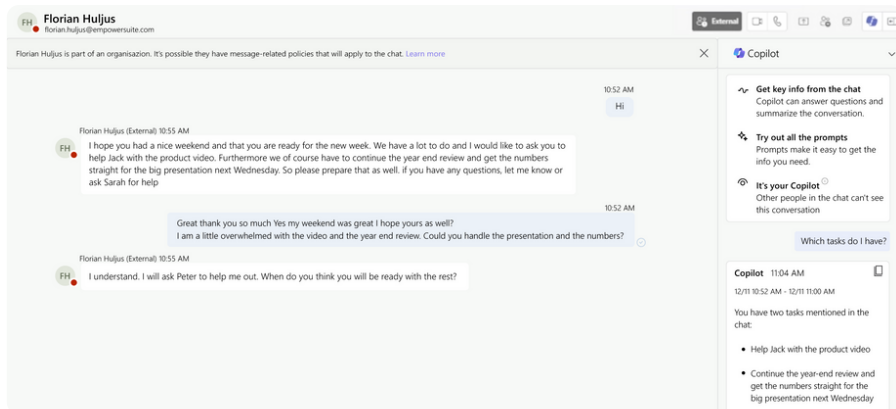 FH
Florian Huljus
florian.huljus@empowersuite.com
External
Florian Huljus is part of an organisazion. It's possible they have message-related policies that will apply to the chat. Learn more
10:52 AM
Hi
Florian Huljus (External) 10:55 AM
FH
I hope you had a nice weekend and that you are ready for the new week. We have a lot to do and I would like to ask you to
help Jack with the product video. Furthermore we of course have to continue the year end review and get the numbers
straight for the big presentation next Wednesday. So please prepare that as well. if you have any questions, let me know or
ask Sarah for help
10:52 AM
Great thank you so much Yes my weekend was great I hope yours as well?
I am a little overwhelmed with the video and the year end review. Could you handle the presentation and the numbers?
Florian Huljus (External) 10:55 AM
FH
I understand. I will ask Peter to help me out. When do you think you will be ready with the rest?
Copilot
Get key info from the chat
Copilot can answer questions and
summarize the conversation.
Try out all the prompts
Prompts make it easy to get the
info you need.
It's your Copilot
Other people in the chat can't see
this conversation
Which tasks do I have?
Copilot 11:04 AM
12/11 10:52 AM - 12/11 11:00 AM
You have two tasks mentioned in the
chat:
• Help Jack with the product video
• Continue the year-end review and
get the numbers straight for the
big presentation next Wednesday